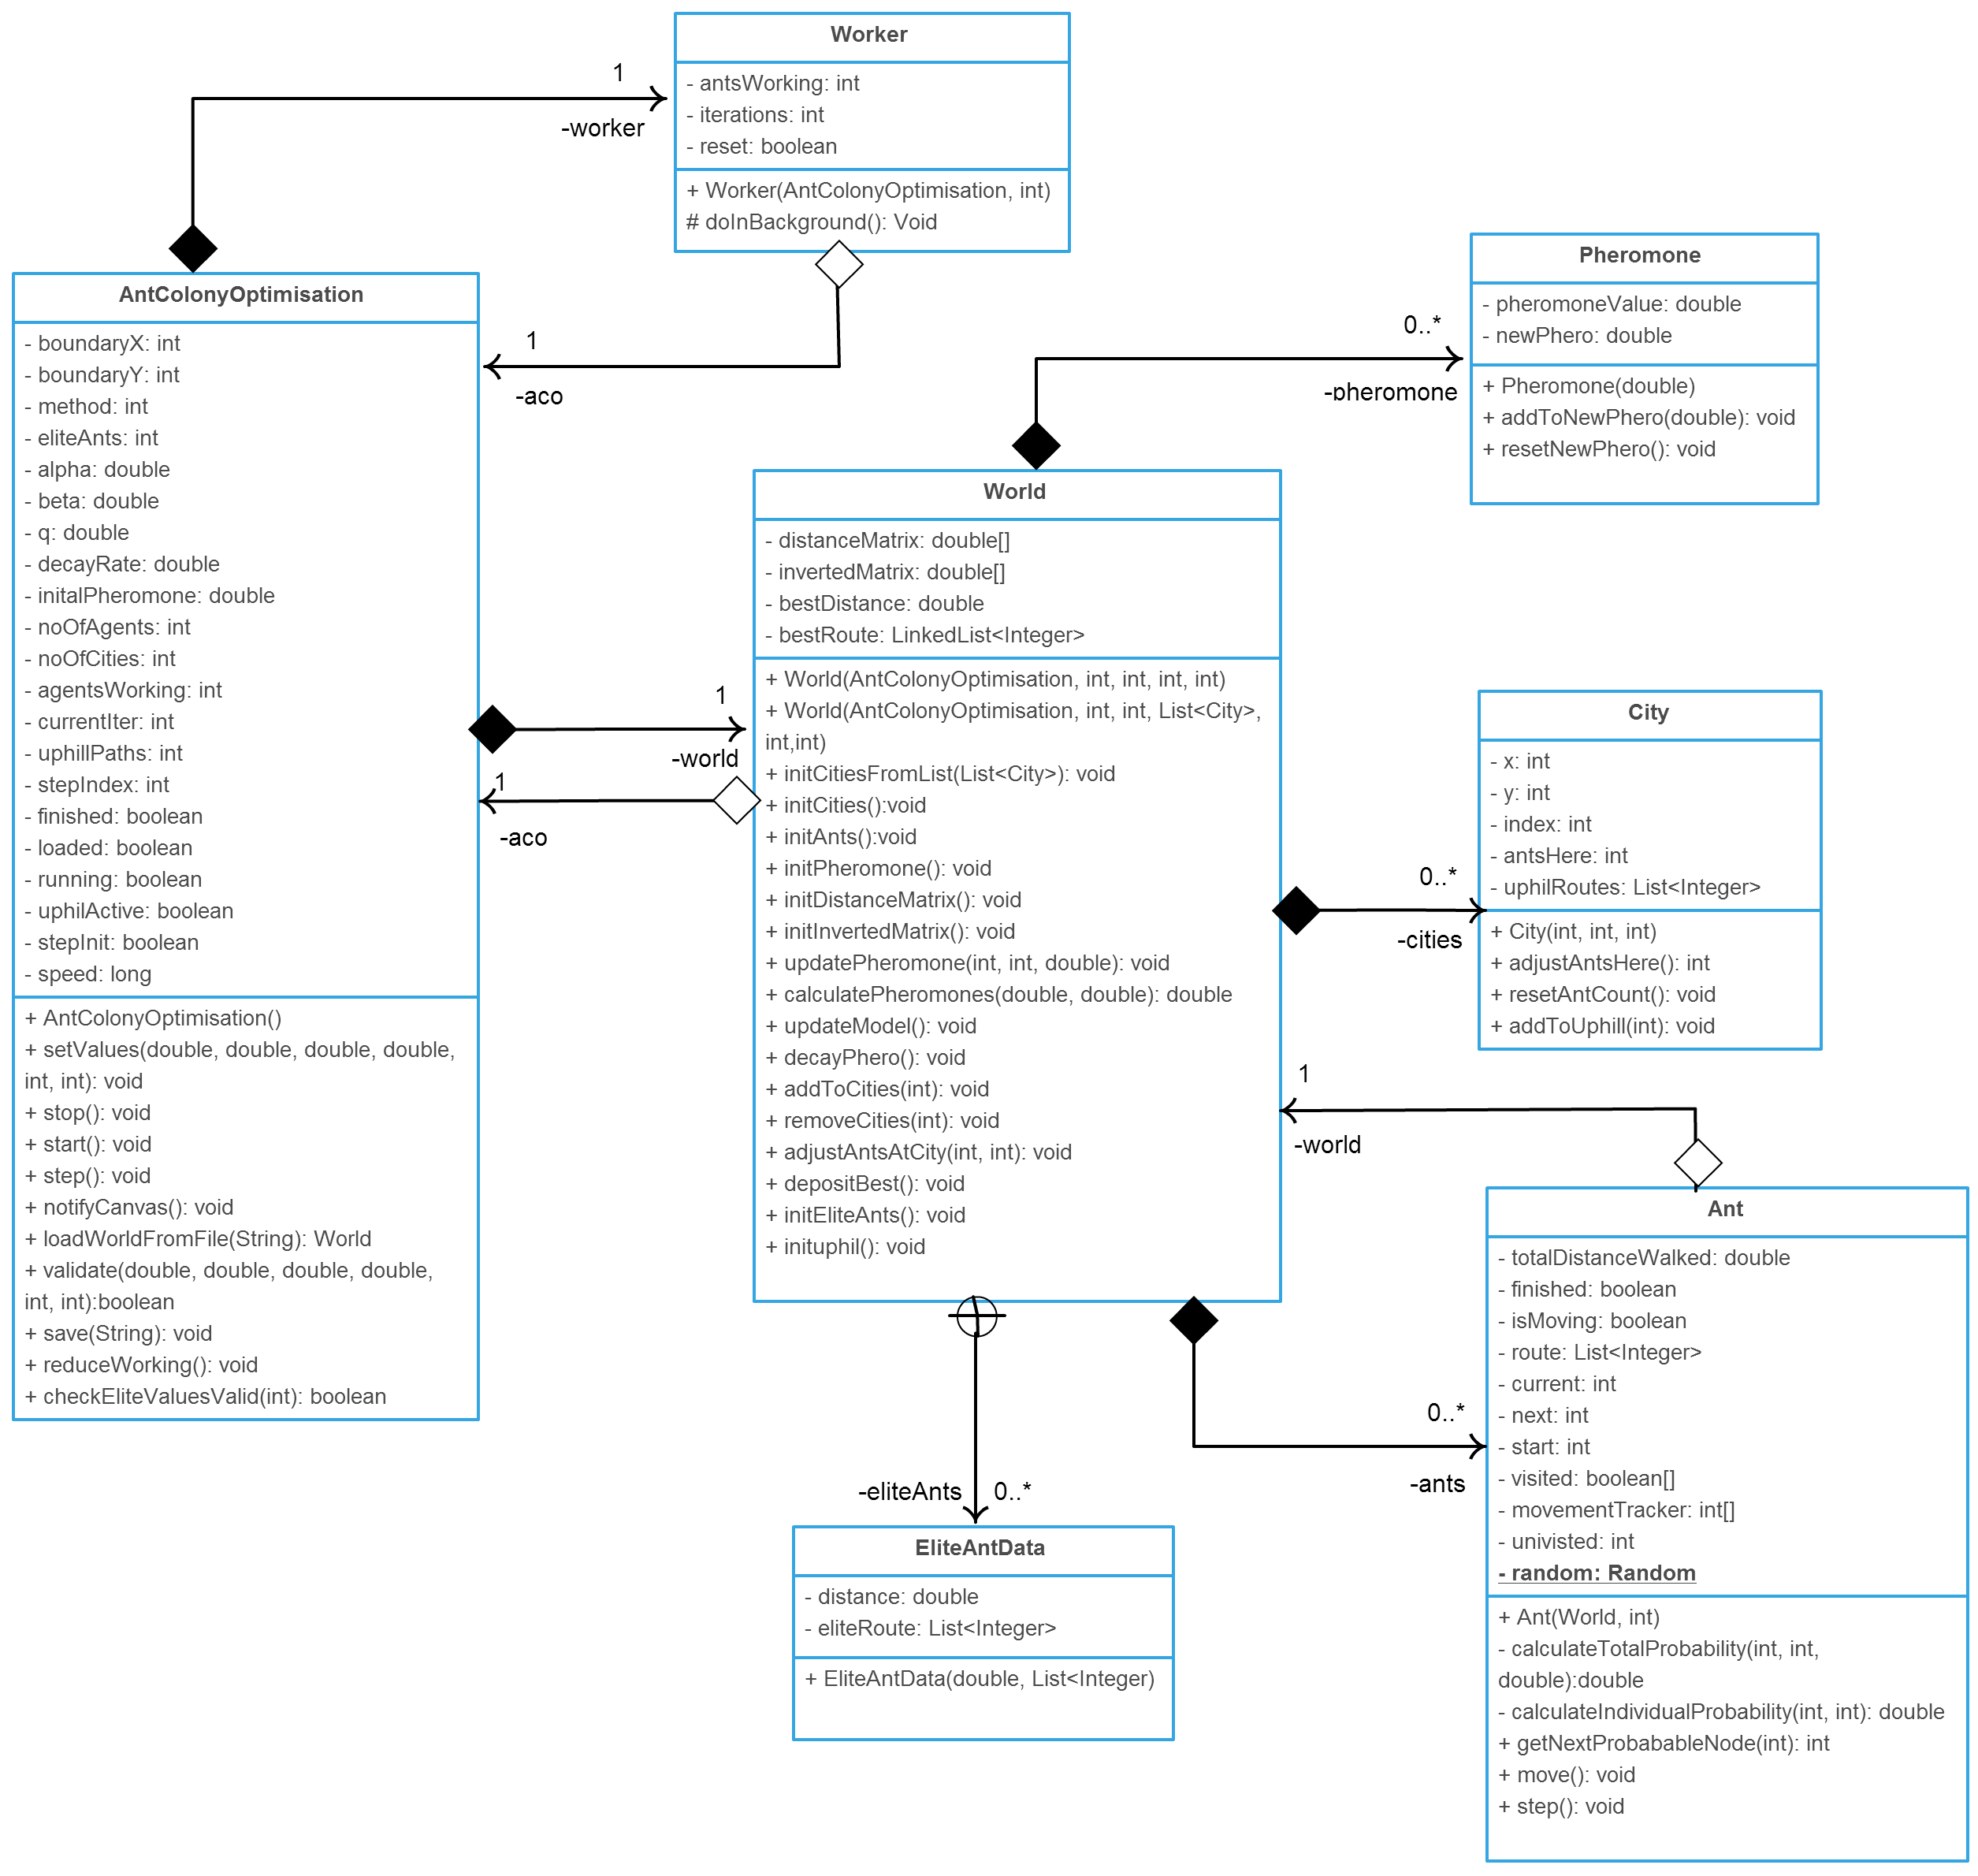 Worker
- antsWorking: int
- iterations: int
- reset: boolean
+ Worker(AntColonyOptimisation, int)
# doInBackground(): Void
1
-worker
AntColonyOptimisation
- boundaryX: int
- boundaryY: int
- method: int
- eliteAnts: int
- alpha: double
- beta: double
- q: double
- decayRate: double
- initalPheromone: double
- noOfAgents: int
- noOfCities: int
- agentsWorking: int
- currentIter: int
- uphillPaths: int
- stepIndex: int
- finished: boolean
- loaded: boolean
- running: boolean
- uphilActive: boolean
- stepInit: boolean
- speed: long
+ AntColonyOptimisation()
+ setValues(double, double, double, double,
int, int): void
+ stop(): void
+ start(): void
+ step(): void
+ notifyCanvas(): void
+ loadWorldFromFile(String): World
+ validate(double, double, double, double,
int, int):boolean
+ save(String): void
+ reduceWorking(): void
+ checkEliteValuesValid(int): boolean
1
-aco
1
-world
1
-aco
World
- distanceMatrix: double[]
- invertedMatrix: double[]
- bestDistance: double
- bestRoute: LinkedList<Integer>
+ World(AntColonyOptimisation, int, int, int, int)
+ World(AntColonyOptimisation, int, int, List<City>,
int,int)
+ initCitiesFromList(List<City>): void
+ initCities():void
+ initAnts():void
+ initPheromone(): void
+ initDistanceMatrix(): void
+ initInvertedMatrix(): void
+ updatePheromone(int, int, double): void
+ calculatePheromones(double, double): double
+ updateModel(): void
+ decayPhero(): void
+ addToCities(int): void
+ removeCities(int): void
+ adjustAntsAtCity(int, int): void
+ depositBest(): void
+ initEliteAnts(): void
+ inituphil(): void
0..*
-pheromone
Pheromone
- pheromoneValue: double
- newPhero: double
+ Pheromone(double)
+ addToNewPhero(double): void
+ resetNewPhero(): void
0..*
-cities
City
- x: int
- y: int
- index: int
- antsHere: int
- uphilRoutes: List<Integer>
+ City(int, int, int)
+ adjustAntsHere(): int
+ resetAntCount(): void
+ addToUphill(int): void
1
-world
0..*
-ants
Ant
- totalDistanceWalked: double
- finished: boolean
- isMoving: boolean
- route: List<Integer>
- current: int
- next: int
- start: int
- visited: boolean[]
- movementTracker: int[]
- univisted: int
- random: Random
+ Ant(World, int)
- calculateTotalProbability(int, int,
double):double
- calculateIndividualProbability(int, int): double
+ getNextProbabableNode(int): int
+ move(): void
+ step(): void
-eliteAnts 0..*
EliteAntData
- distance: double
- eliteRoute: List<Integer>
+ EliteAntData(double, List<Integer)